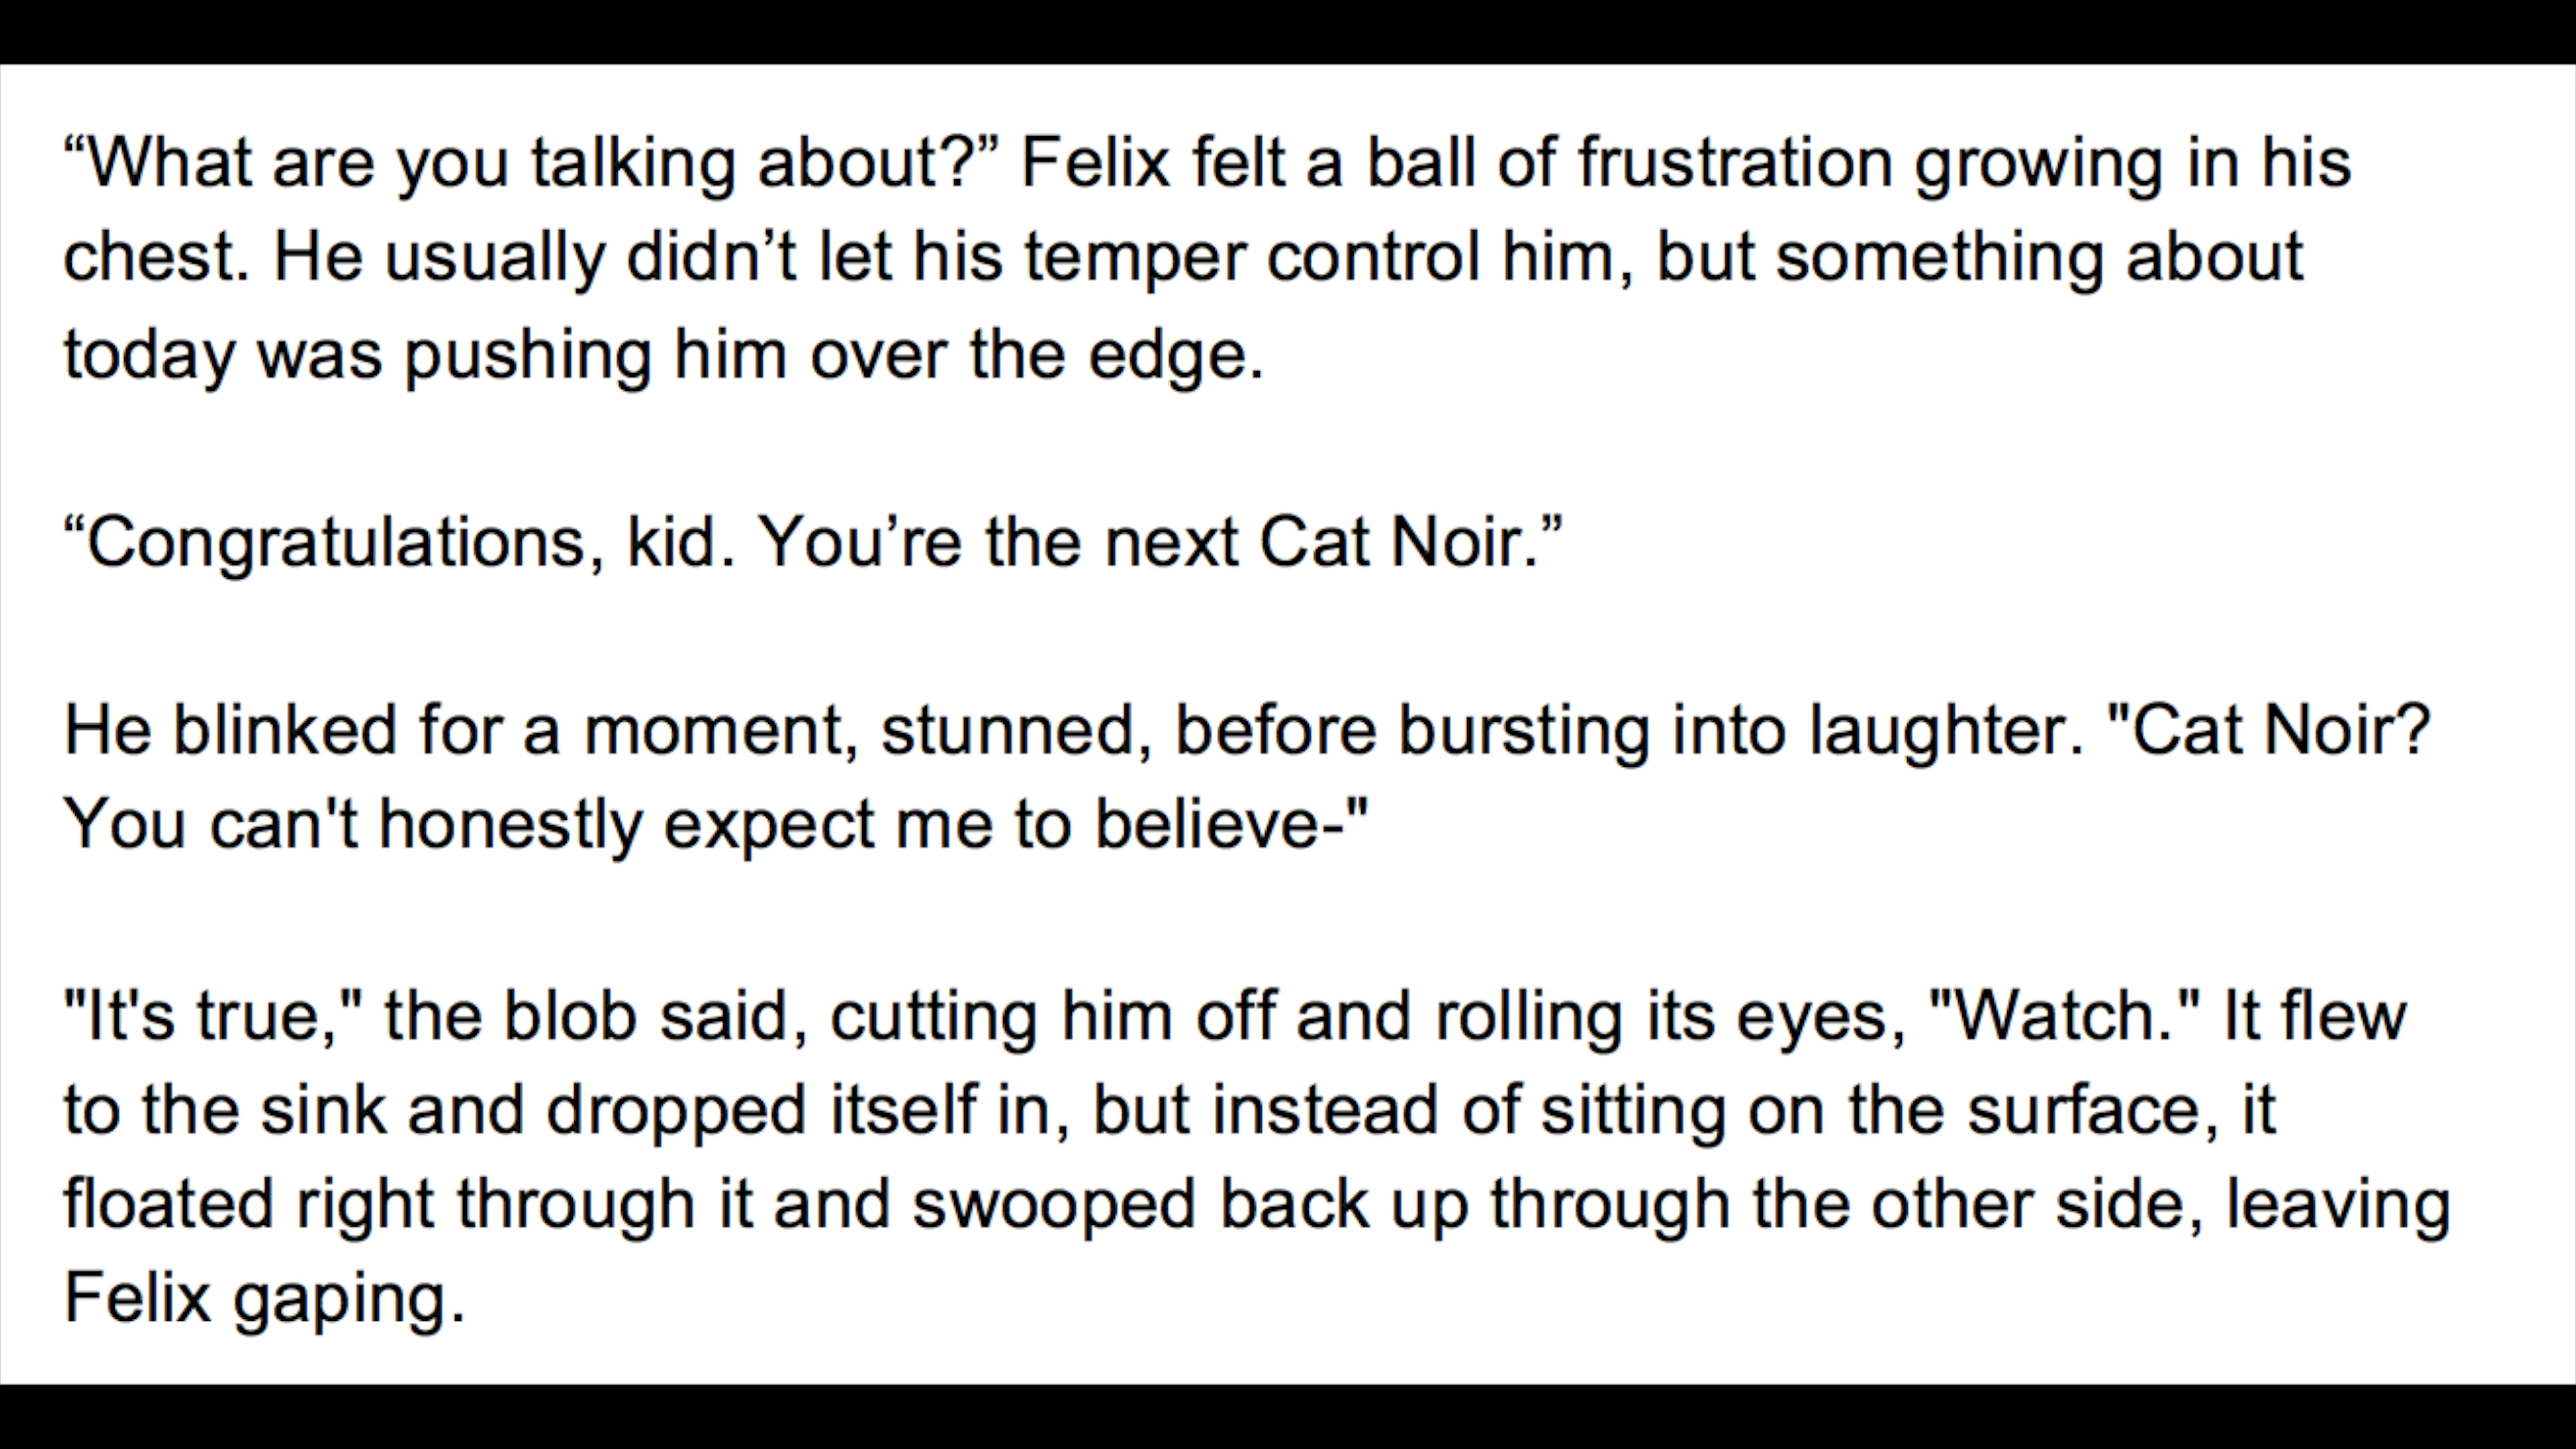 “What are you talking about?” Felix felt a ball of frustration growing in his
chest. He usually didn’t let his temper control him, but something about
today was pushing him over the edge.
“Congratulations, kid. You’re the next Cat Noir.”
He blinked for a moment, stunned, before bursting into laughter. "Cat Noir?
You can't honestly expect me to believe-"
"It's true," the blob said, cutting him off and rolling its eyes, "Watch." It flew
to the sink and dropped itself in, but instead of sitting on the surface, it
floated right through it and swooped back up through the other side, leaving
Felix gaping.